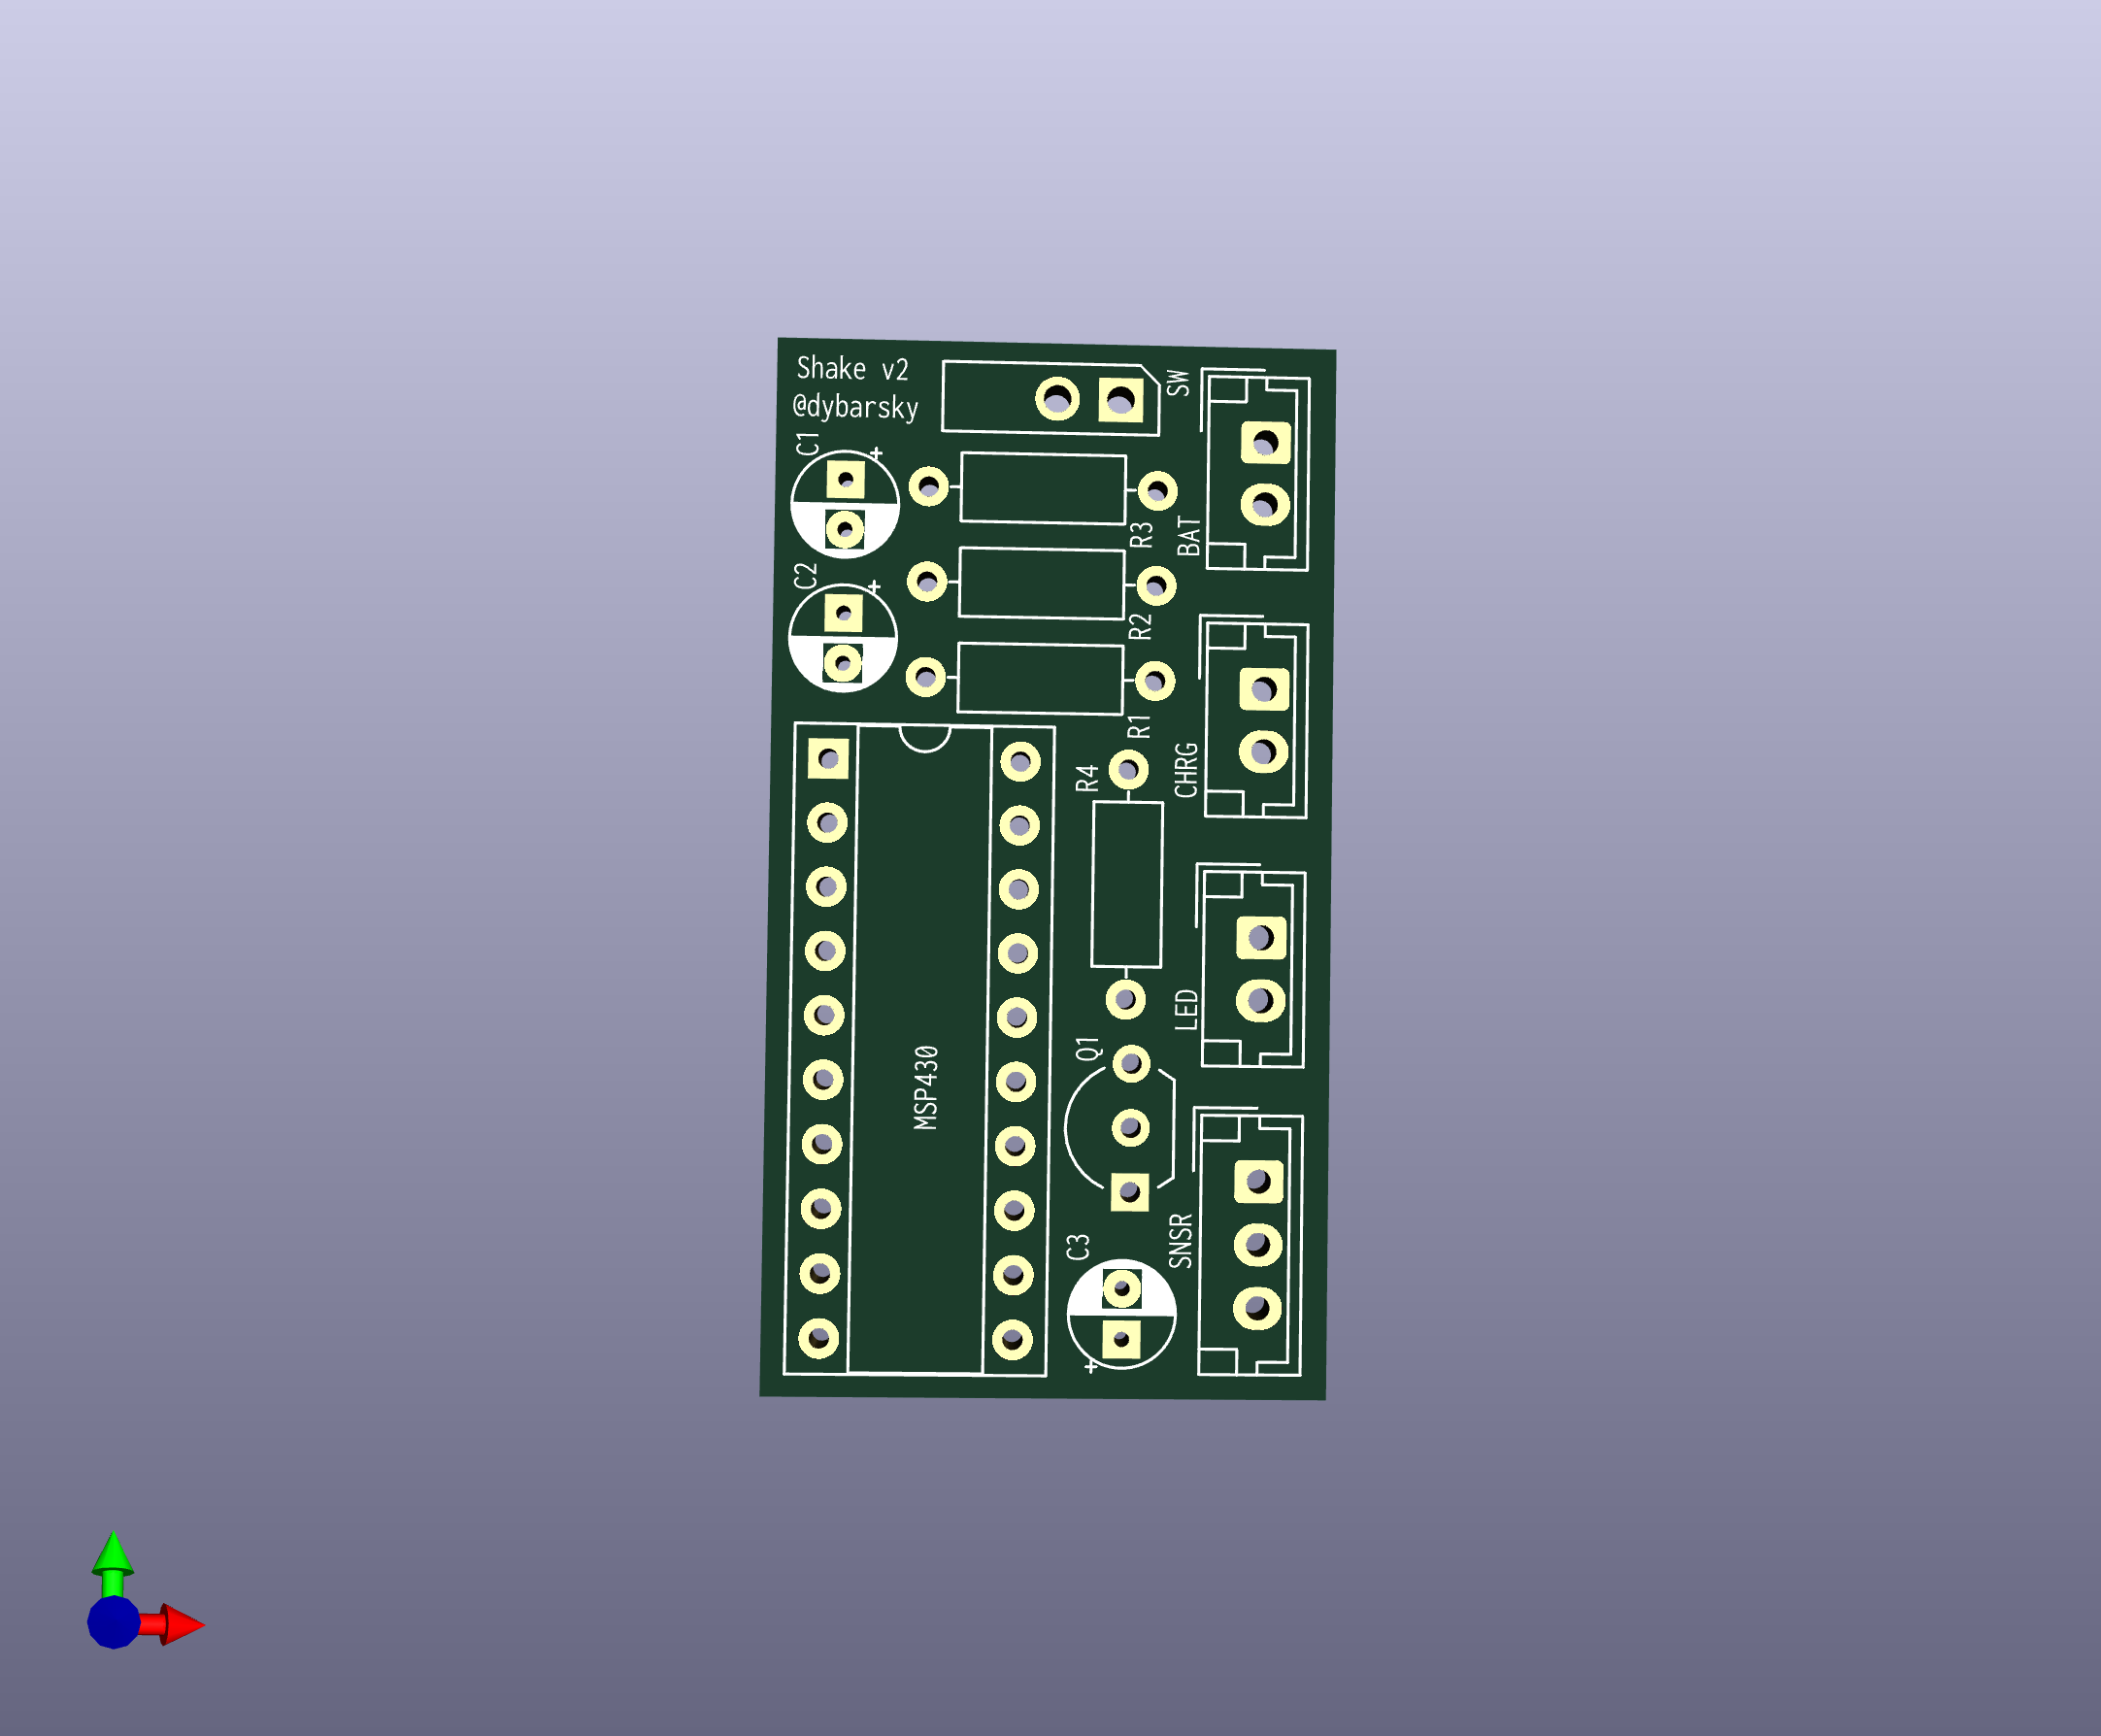 Shake v2
@dybarsky
SW
C1
+
R3
BAT
C2
+
R2
R1
R4
CHRG
LED
Q1
MSP430
C3
SNSR
+